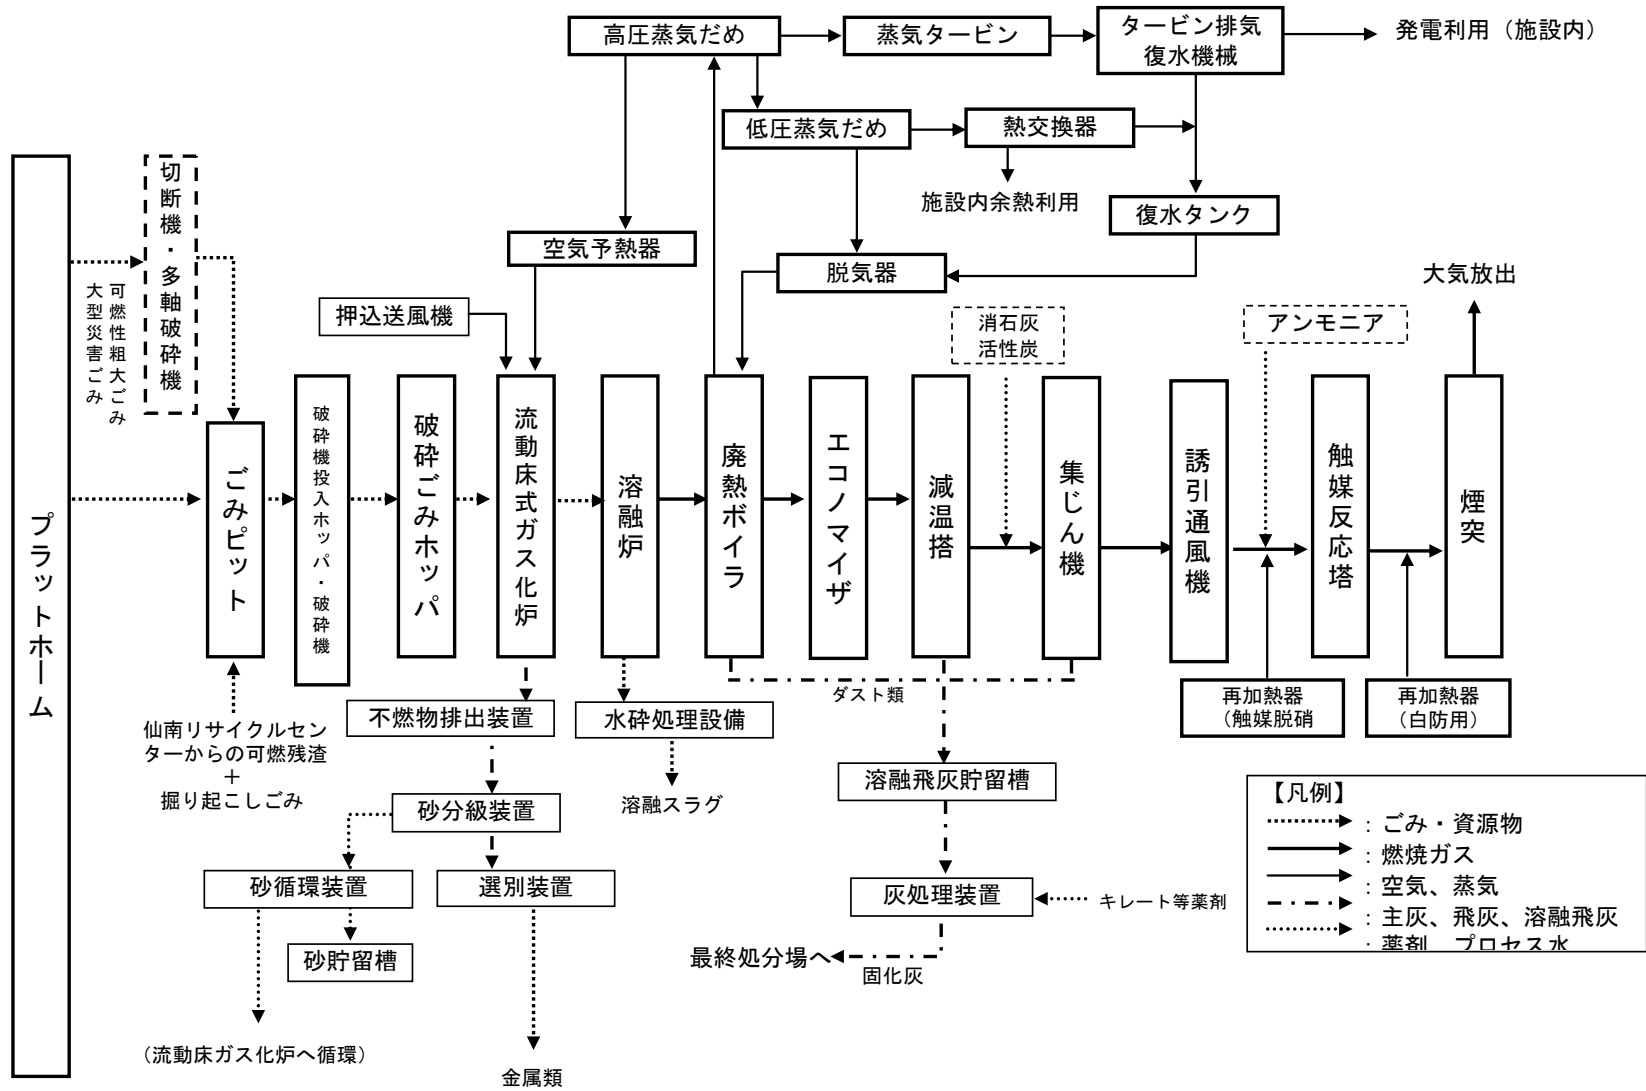 高圧蒸気だめ
蒸気タービン
タービン排気
復水機械
発電利用（施設内）
低圧蒸気だめ
熱交換器
施設内余熱利用
復水タンク
空気予熱器
脱気器
押込送風機
消石灰
活性炭
アンモニア
大気放出
プラットホーム
切断機・多軸破砕機
可燃性粗大ごみ
大型災害ごみ
ごみピット
破砕機投入ホッパ・破砕機
破砕ごみホッパ
流動床式ガス化炉
溶融炉
廃熱ボイラ
エコノマイザ
減温搭
集じん機
誘引通風機
触媒反応塔
煙突
ダスト類
仙南リサイクルセン
ターからの可燃残渣
＋
掘り起こしごみ
不燃物排出装置
水砕処理設備
再加熱器
（触媒脱硝
再加熱器
（白防用）
溶融スラグ
溶融飛灰貯留槽
砂分級装置
砂循環装置
選別装置
灰処理装置
キレート等薬剤
砂貯留槽
最終処分場へ
固化灰
（流動床ガス化炉へ循環）
金属類
【凡例】
：ごみ・資源物
：燃焼ガス
：空気、蒸気
：主灰、飛灰、溶融飛灰
：薬剤、プロセス水